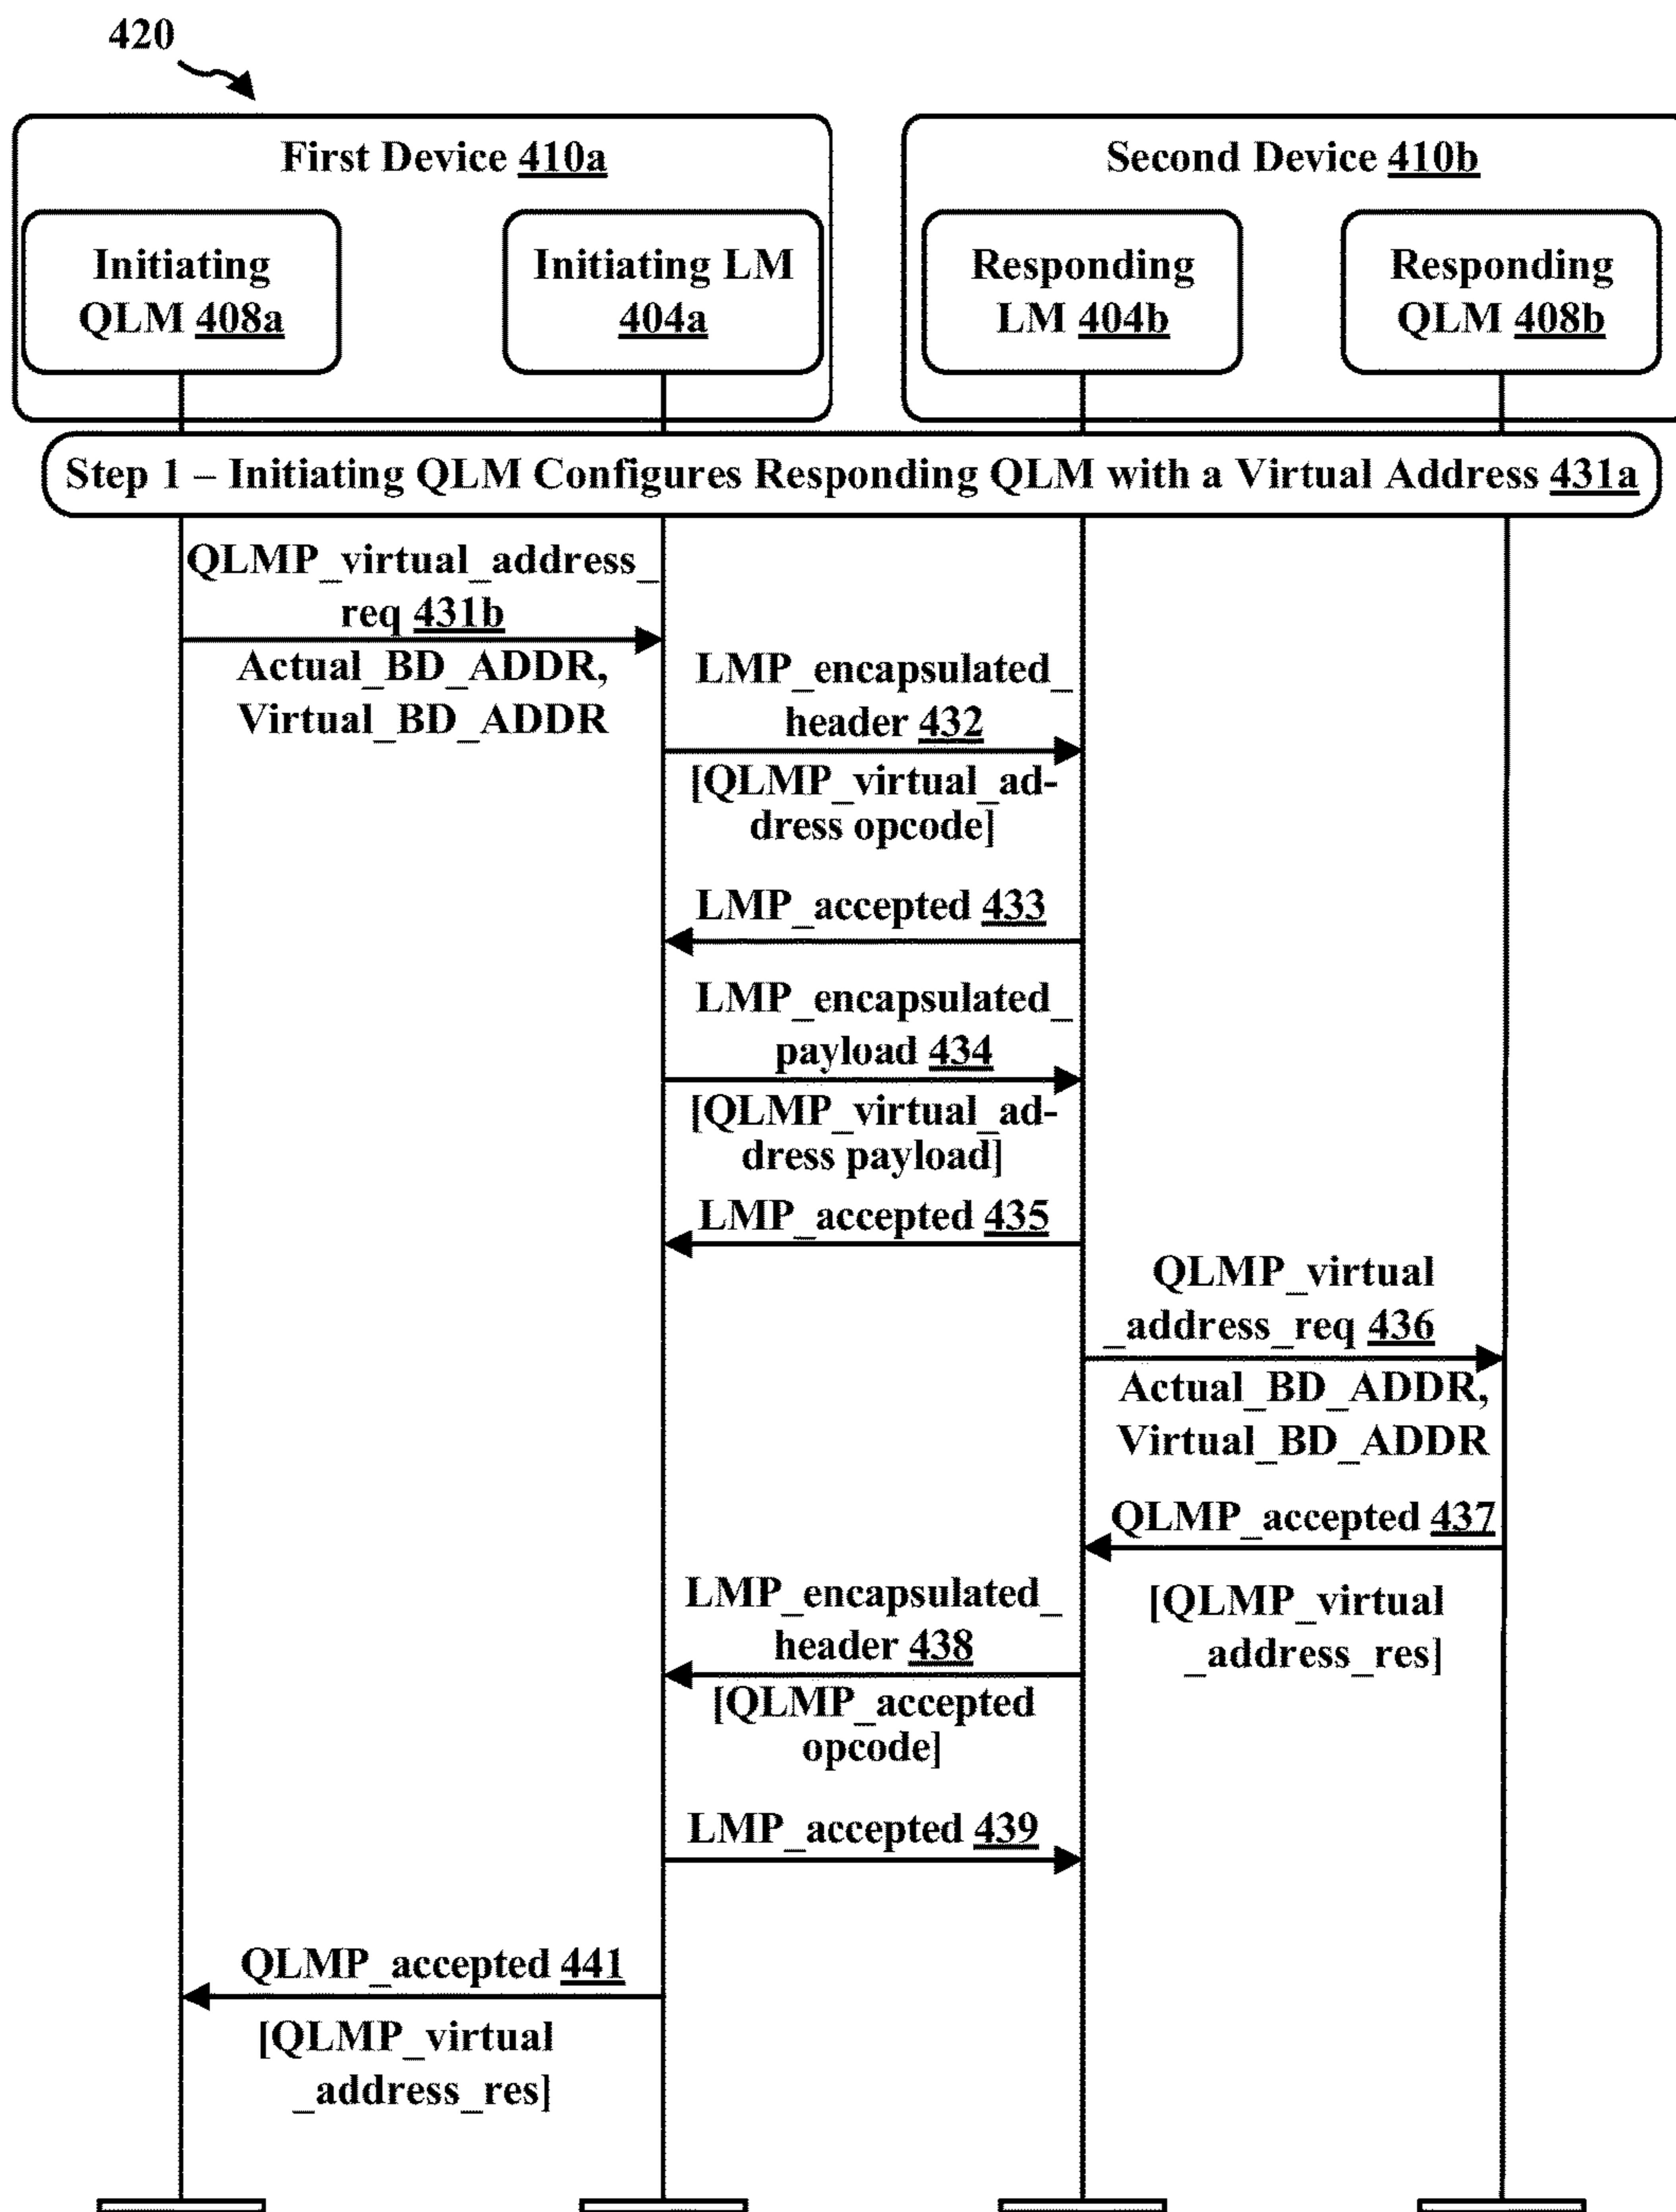 420
First Device 410a
Second Device 410b
Initiating
QLM 408a
Initiating LM
404a
Responding
LM 404b
Responding
QLM 408b
Step 1 – Initiating QLM Configures Responding QLM with a Virtual Address 431a
QLMP_virtual_address_
req 431b
Actual_BD_ADDR,
Virtual_BD_ADDR
LMP_encapsulated_
header 432
[QLMP_virtual_ad-
dress opcode]
LMP_accepted 433
LMP_encapsulated_
payload 434
[QLMP_virtual_ad-
dress payload]
LMP_accepted 435
QLMP_virtual
_address_req 436
Actual_BD_ADDR,
Virtual_BD_ADDR
QLMP_accepted 437
[QLMP_virtual
_address_res]
LMP_encapsulated_
header 438
[QLMP_accepted
opcode]
LMP_accepted 439
QLMP_accepted 441
[QLMP_virtual
_address_res]